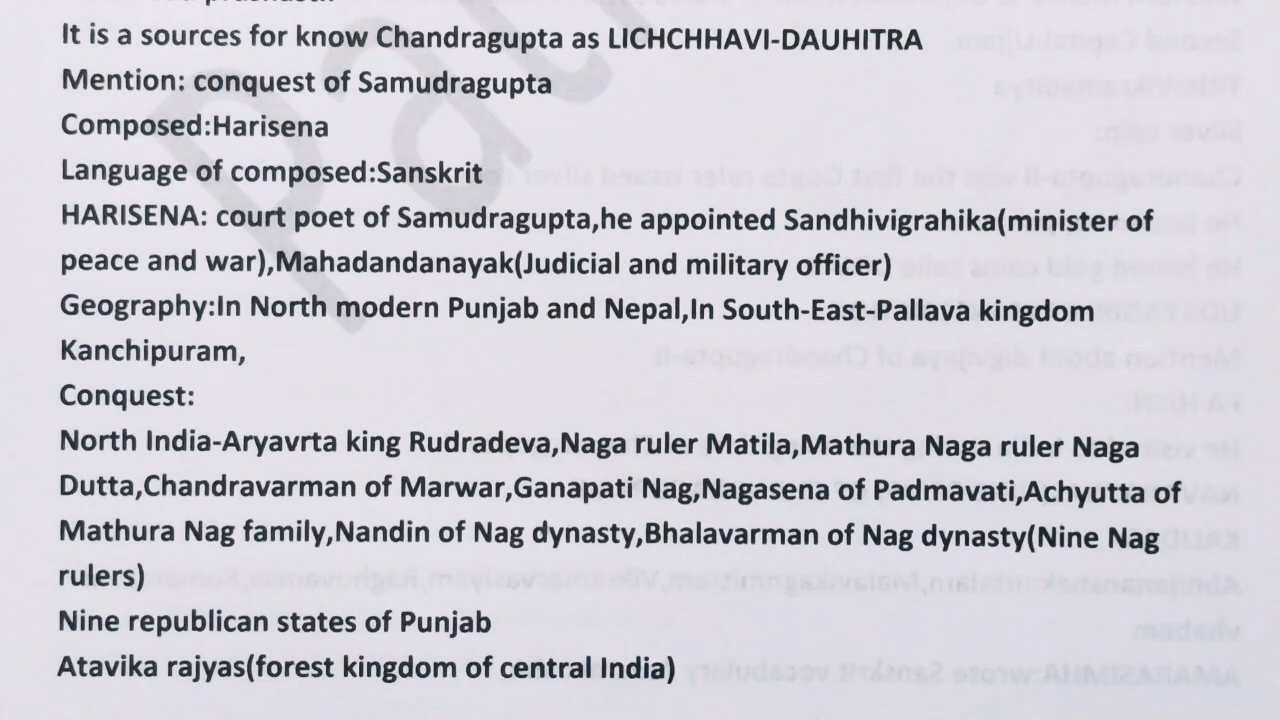 It is a sources for know Chandragupta as LICHCHHAVI-DAUHITRA
Mention: conquest of Samudragupta
Composed:Harisena
Language of composed:Sanskrit
HARISENA: court poet of Samudragupta,he appointed Sandhivigrahika(minister of
peace and war),Mahadandanayak(Judicial and military officer)
Geography:In North modern Punjab and Nepal,In South-East-Pallava kingdom
Kanchipuram,
Conquest:
North India-Aryavrta king Rudradeva,Naga ruler Matila,Mathura Naga ruler Naga
Dutta,Chandravarman of Marwar,Ganapati Nag,Nagasena of Padmavati,Achyutta of
Mathura Nag family,Nandin of Nag dynasty,Bhalavarman of Nag dynasty(Nine Nag
rulers)
Nine republican states of Punjab
Atavika rajyas(forest kingdom of central India)